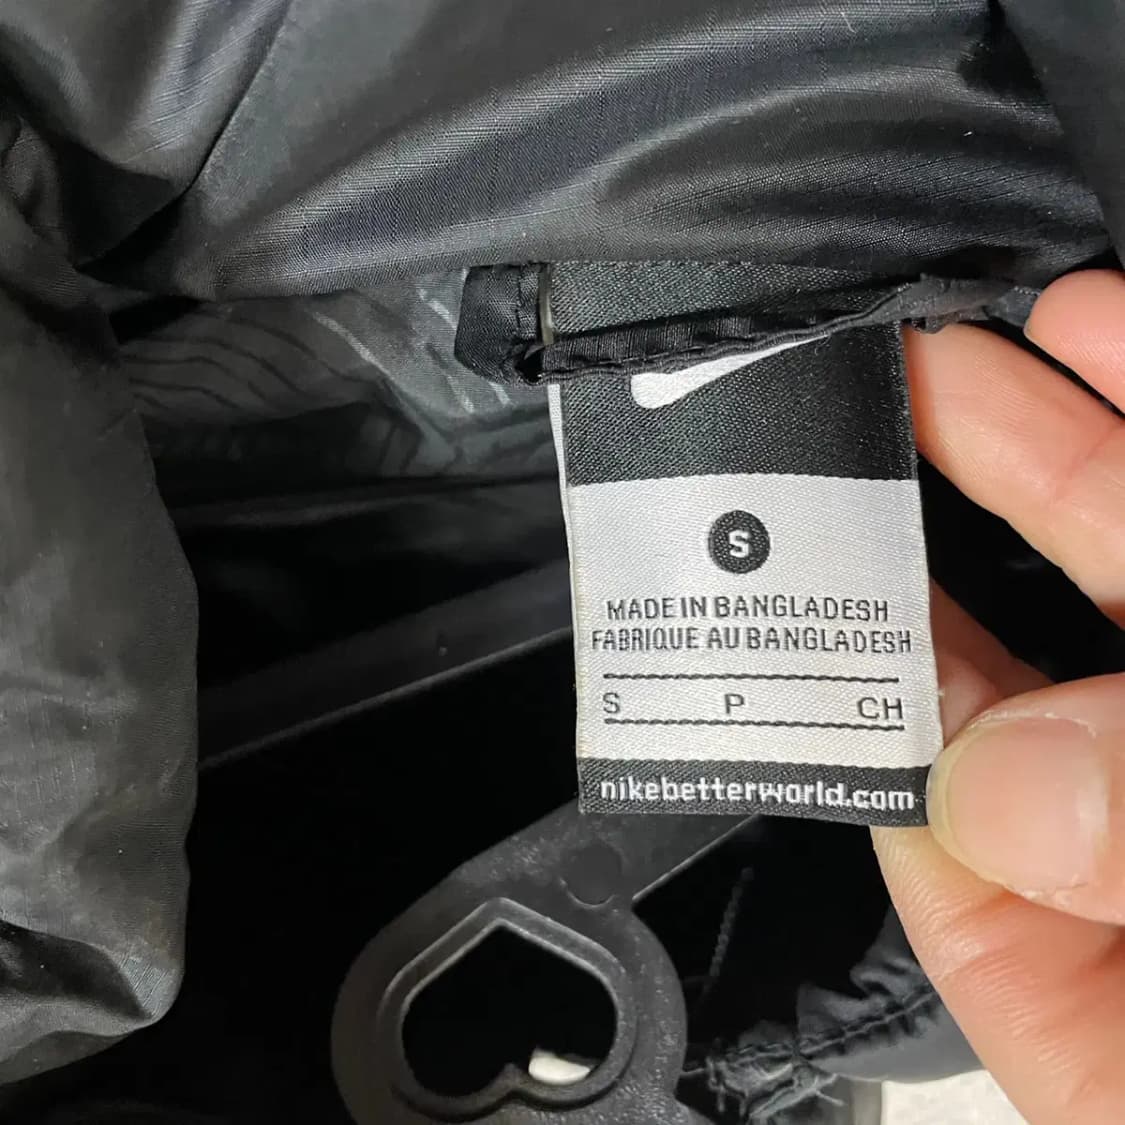 S
MADE IN BANGLADESH
FABRIQUE AU BANGLADESH
S P CH
nikebetterworld.com